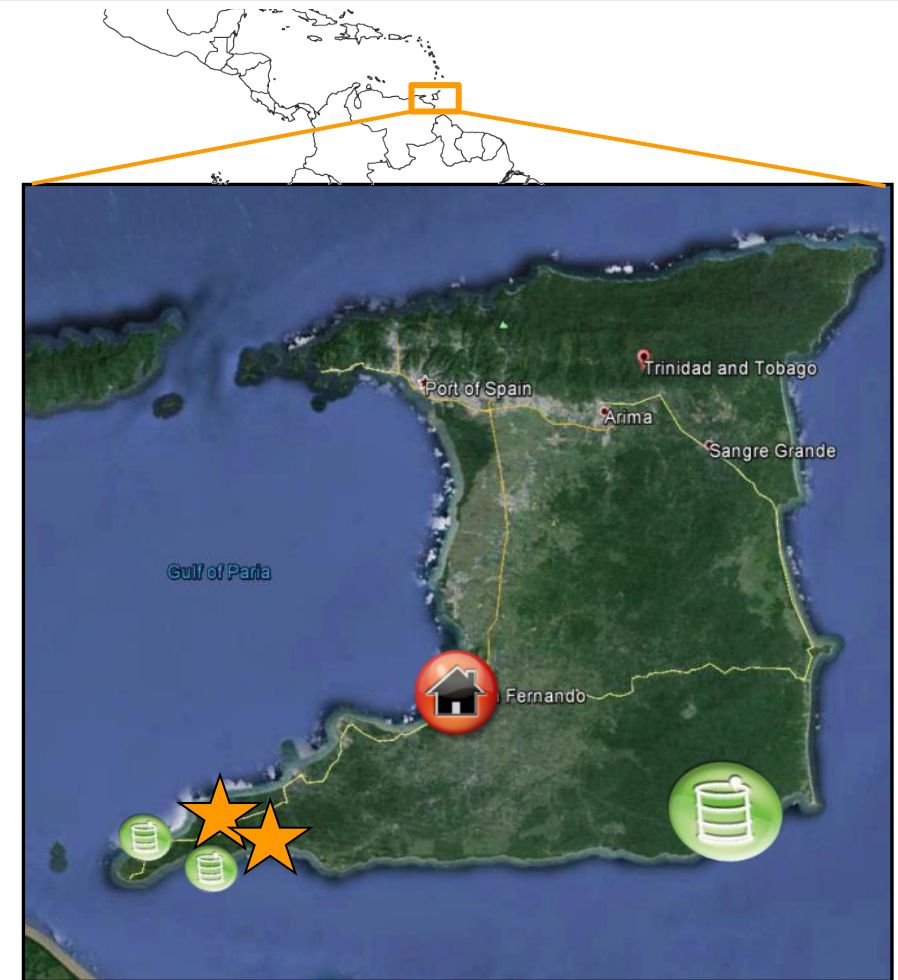 Trinidad and Tobago
Port of Spain
Arima
Sangre Grande
Gulf of Paria
Fernando